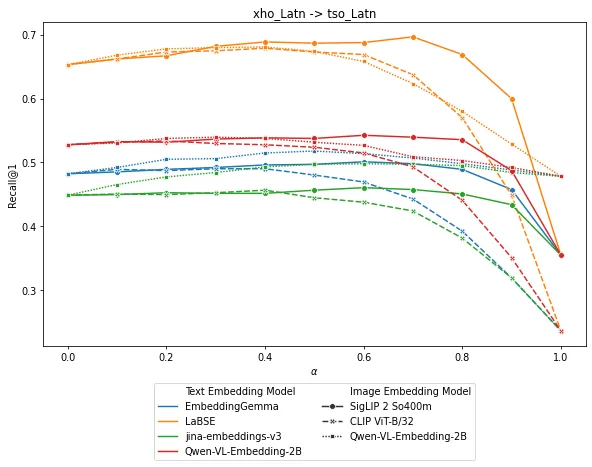 xho_Latn -> tso_Latn
0.7
0.6
0.5
0.4
0.3
Recall@1
0.0 0.2 0.4 0.6 0.8 1.0
α
Text Embedding Model Image Embedding Model
EmbeddingGemma SigLIP 2 So400m
LaBSE CLIP ViT-B/32
jina-embeddings-v3 Qwen-VL-Embedding-2B
Qwen-VL-Embedding-2B